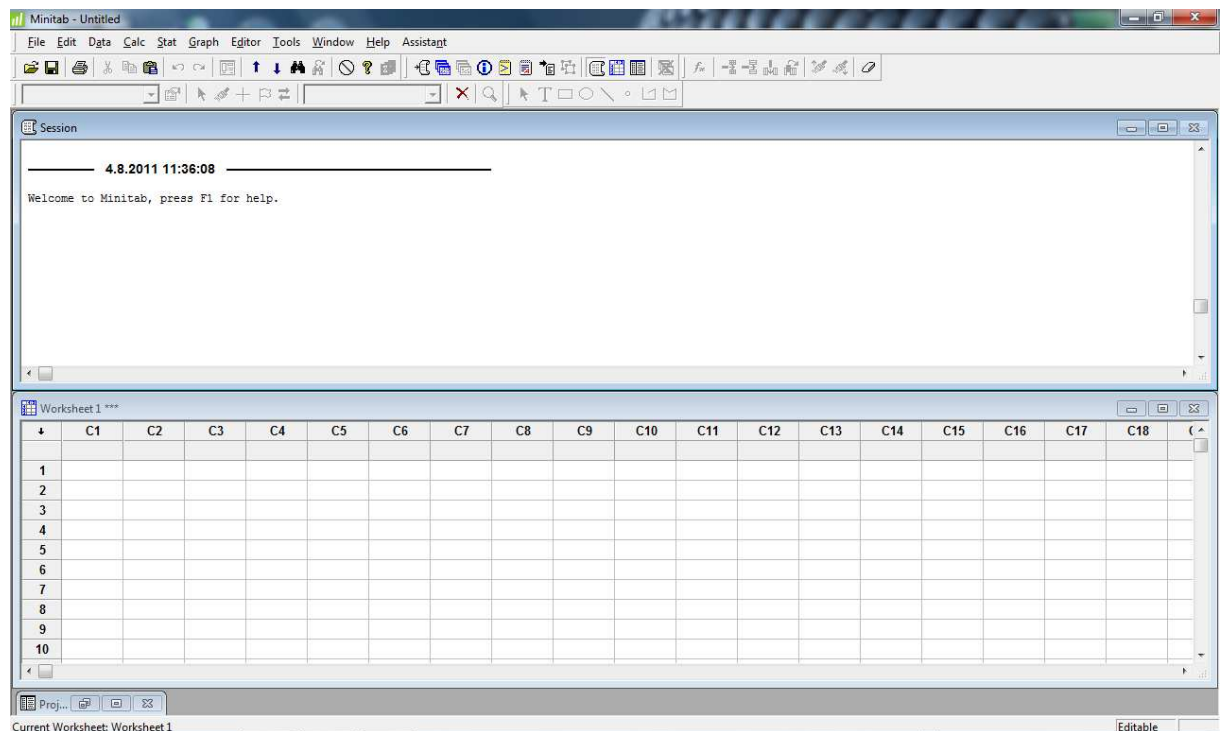 Minitab - Untitled
File Edit Data Calc Stat Graph Editor Tools Window Help Assistant
Session
4.8.2011 11:36:08
Welcome to Minitab, press F1 for help.
Worksheet 1 ***
C1 C2 C3 C4 C5 C6 C7 C8 C9 C10 C11 C12 C13 C14 C15 C16 C17 C18
1
2
3
4
5
6
7
8
9
10
Proj...
Current Worksheet: Worksheet 1 Editable